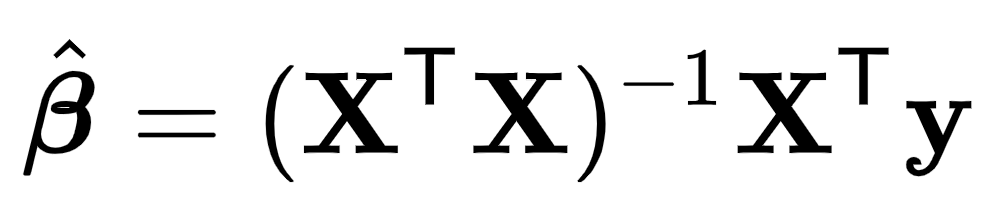 𝛃̂ = (𝐗ᵀ𝐗)⁻¹𝐗ᵀ𝐲